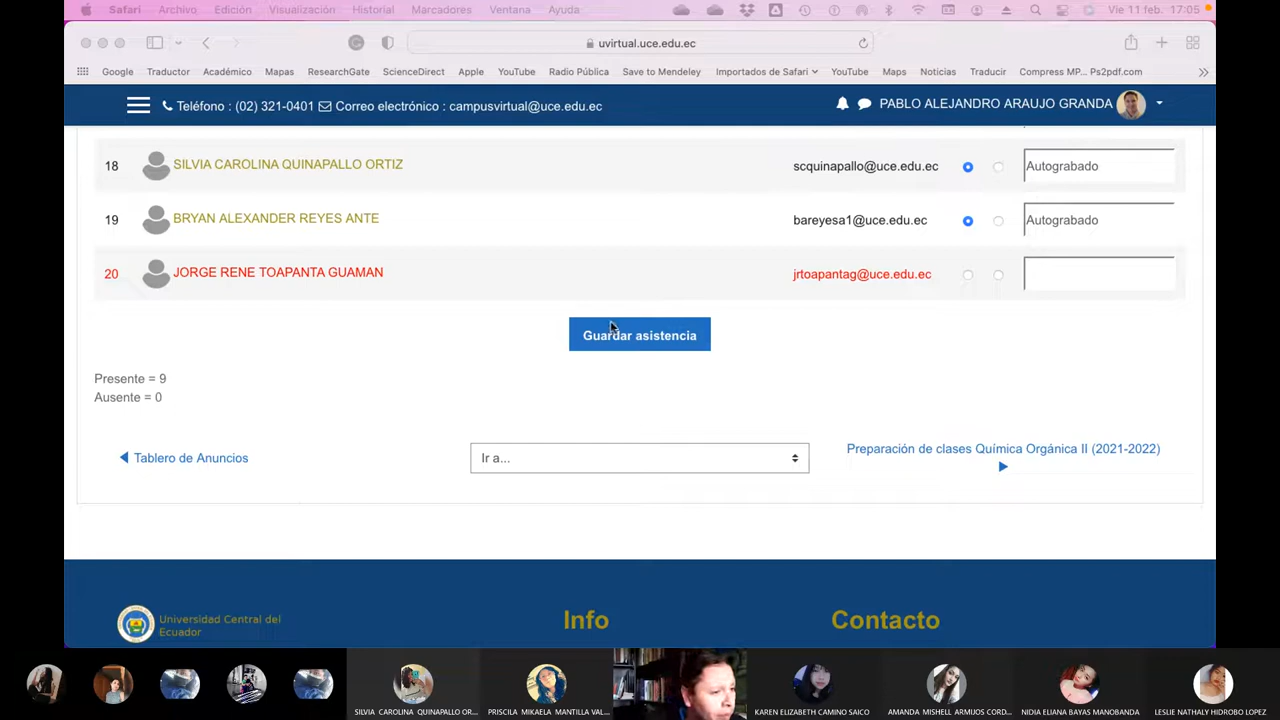 Safari Archivo Edición Visualización Historial Marcadores Ventana Ayuda Vie 11 feb. 17:05
uvirtual.uce.edu.ec
Google Traductor Académico Mapas ResearchGate ScienceDirect Apple YouTube Radio Pública Save to Mendeley Importados de Safari YouTube Maps Noticias Traducir Compress MP... Ps2pdf.com
Teléfono : (02) 321-0401 Correo electrónico : campusvirtual@uce.edu.ec PABLO ALEJANDRO ARAUJO GRANDA
18 SILVIA CAROLINA QUINAPALLO ORTIZ scquinapallo@uce.edu.ec Autograbado
19 BRYAN ALEXANDER REYES ANTE bareyesa1@uce.edu.ec Autograbado
20 JORGE RENE TOAPANTA GUAMAN jrtoapantag@uce.edu.ec
Guardar asistencia
Presente = 9
Ausente = 0
Tablero de Anuncios Ir a... Preparación de clases Química Orgánica II (2021-2022)
Universidad Central del
Ecuador
Info Contacto
SILVIA CAROLINA QUINAPALLO OR... PRISCILA MIKAELA MANTILLA VAL... KAREN ELIZABETH CAMINO SAICO AMANDA MISHELL ARMIJOS CORD... NIDIA ELIANA BAYAS MANOBANDA LESLIE NATHALY HIDROBO LOPEZ